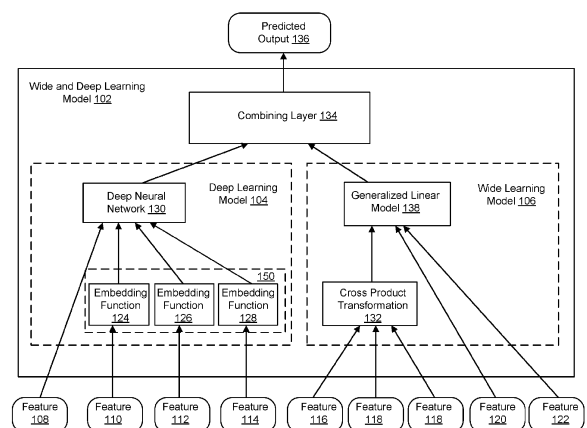 Predicted
Output 136
Wide and Deep Learning
Model 102
Combining Layer 134
Deep Neural
Network 130
Deep Learning
Model 104
Generalized Linear
Model 138
Wide Learning
Model 106
150
Embedding
Function
124
Embedding
Function
126
Embedding
Function
128
Cross Product
Transformation
132
Feature
108
Feature
110
Feature
112
Feature
114
Feature
116
Feature
118
Feature
118
Feature
120
Feature
122